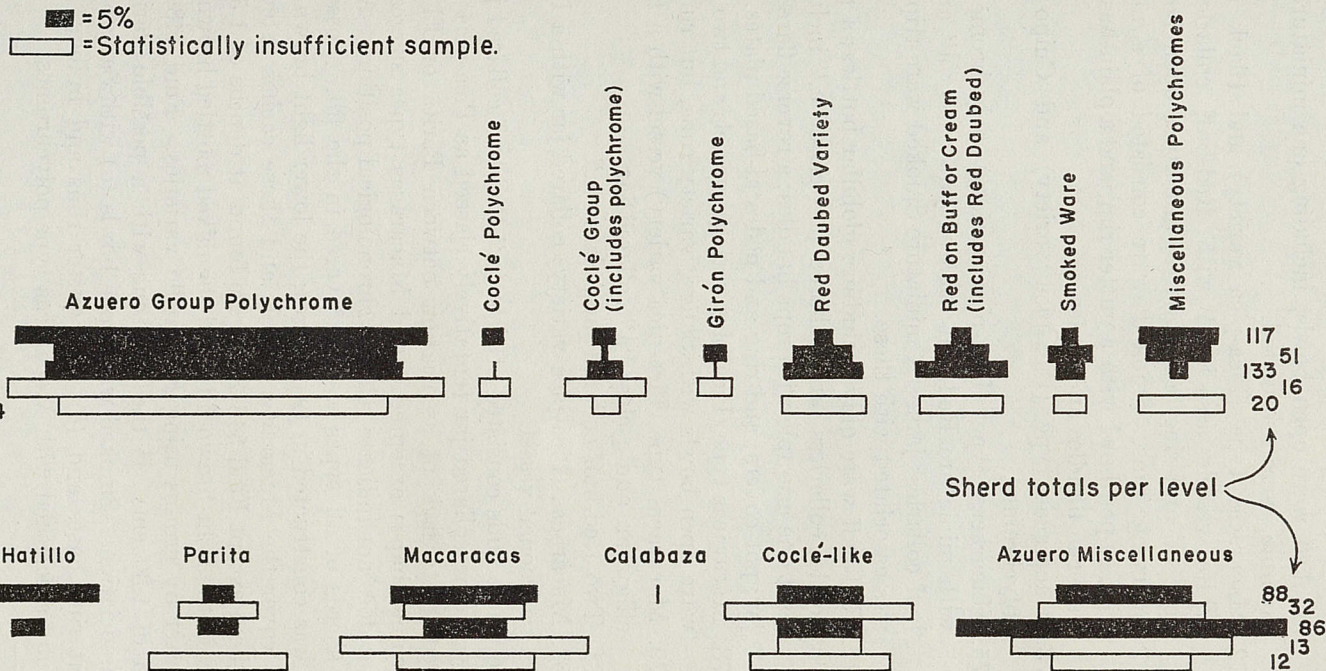 =5%
=Statistically insufficient sample.
Azuero Group Polychrome
Coclé Polychrome
Coclé Group
(includes polychrome)
Girón Polychrome
Red Daubed Variety
Red on Buff or Cream
(includes Red Daubed)
Smoked Ware
Miscellaneous Polychromes
117
51
133
16
20
Sherd totals per level
Hatillo
Parita
Macaracas
Calabaza
Coclé-like
Azuero Miscellaneous
88
32
86
13
12